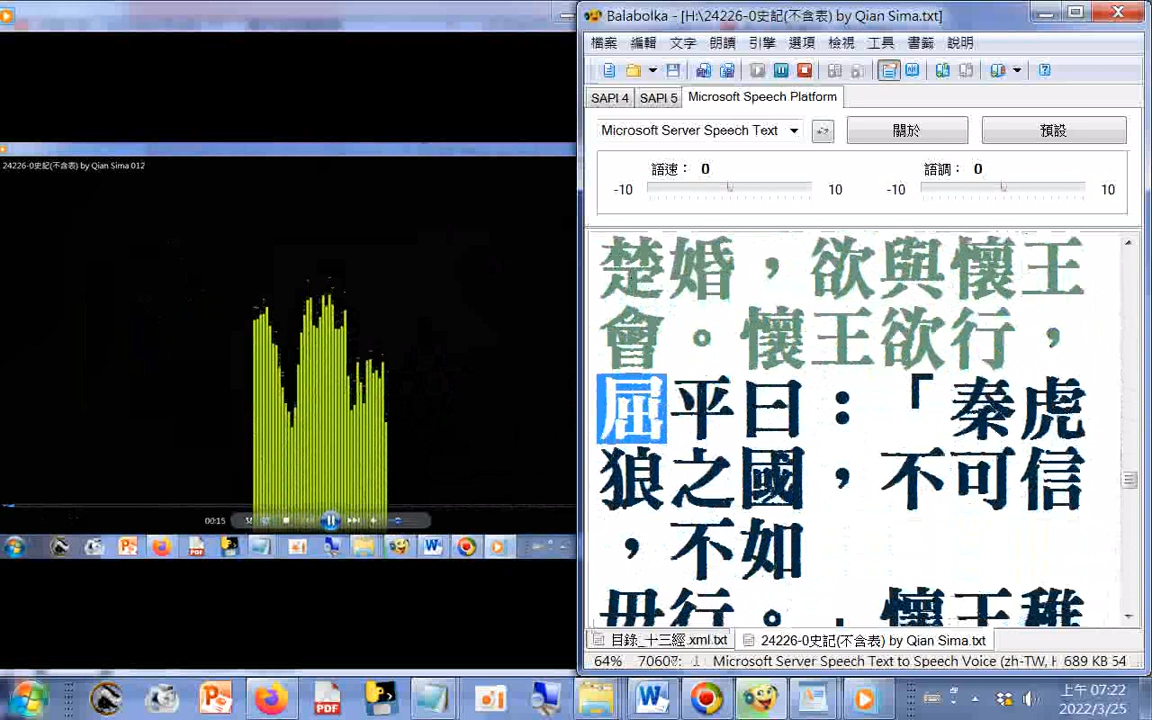 24226-0史記(不含表) by Qian Sima 012
00:15
Balabolka - [H:\24226-0史記(不含表) by Qian Sima.txt]
檔案 編輯 文字 朗讀 引擎 選項 檢視 工具 書籤 說明
SAPI 4 SAPI 5 Microsoft Speech Platform
Microsoft Server Speech Text 關於 預設
語速： 0 語調： 0
-10 10 -10 10
楚婚，欲與懷王
會。懷王欲行，
屈平曰：「秦虎
狼之國，不可信
，不如
毋行。」懷王稚
目錄_十三經.xml.txt 24226-0史記(不含表) by Qian Sima.txt
64% Microsoft Server Speech Text to Speech Voice (zh-TW, H 689 KB 54
上午 07:22
2022/3/25